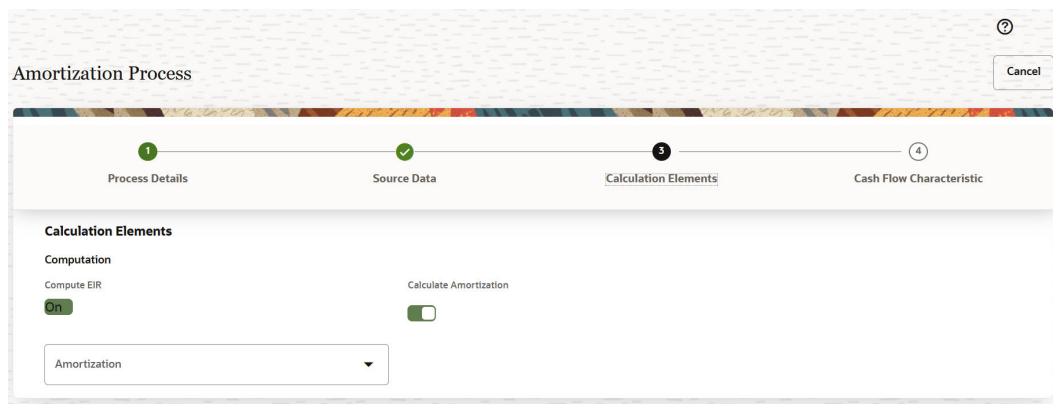 Amortization Process
Cancel
1
3
4
Process Details
Source Data
Calculation Elements
Cash Flow Characteristic
Calculation Elements
Computation
Compute EIR
Calculate Amortization
On
Amortization